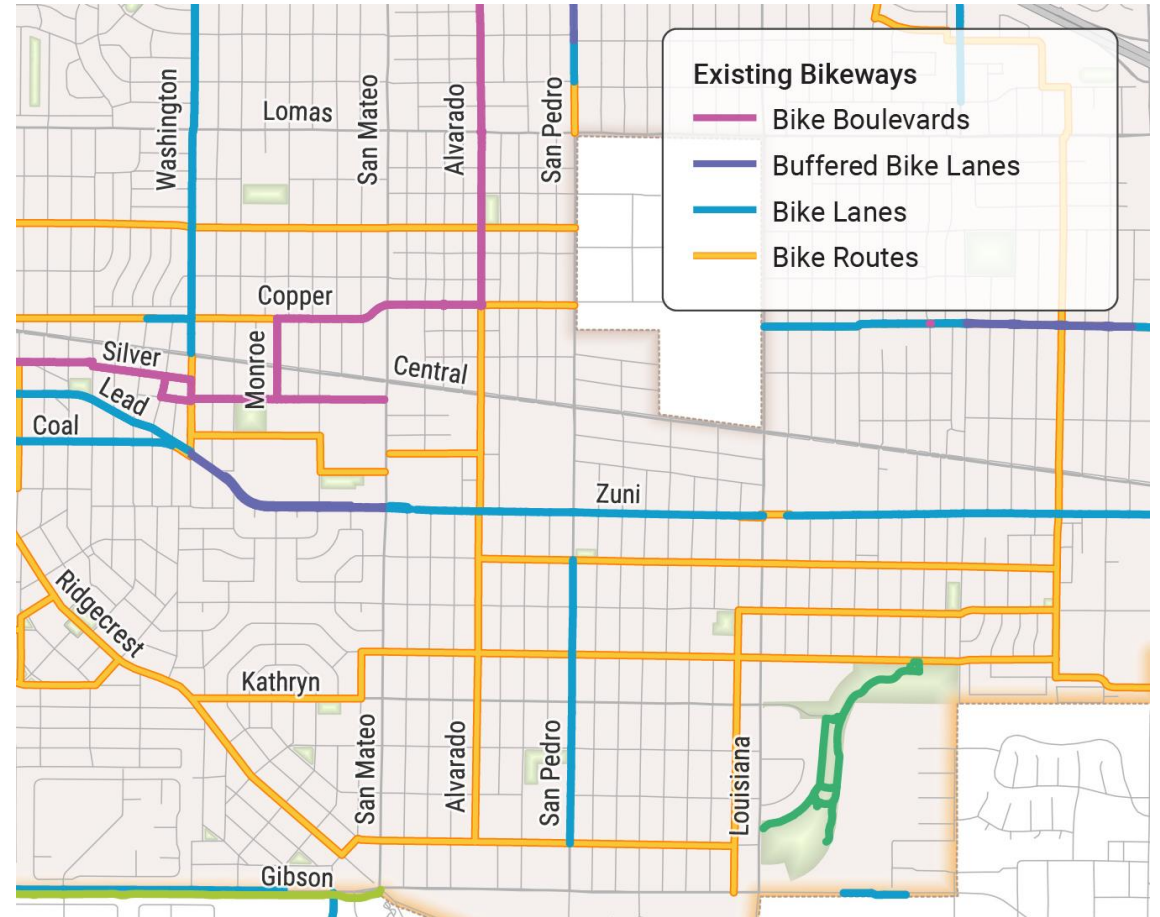 Existing Bikeways
Bike Boulevards
Buffered Bike Lanes
Bike Lanes
Bike Routes
Washington
Lomas
San Mateo
Alvarado
San Pedro
Copper
Silver
Monroe
Central
Lead
Coal
Zuni
Ridgecrest
Kathryn
San Mateo
Alvarado
San Pedro
Louisiana
Gibson